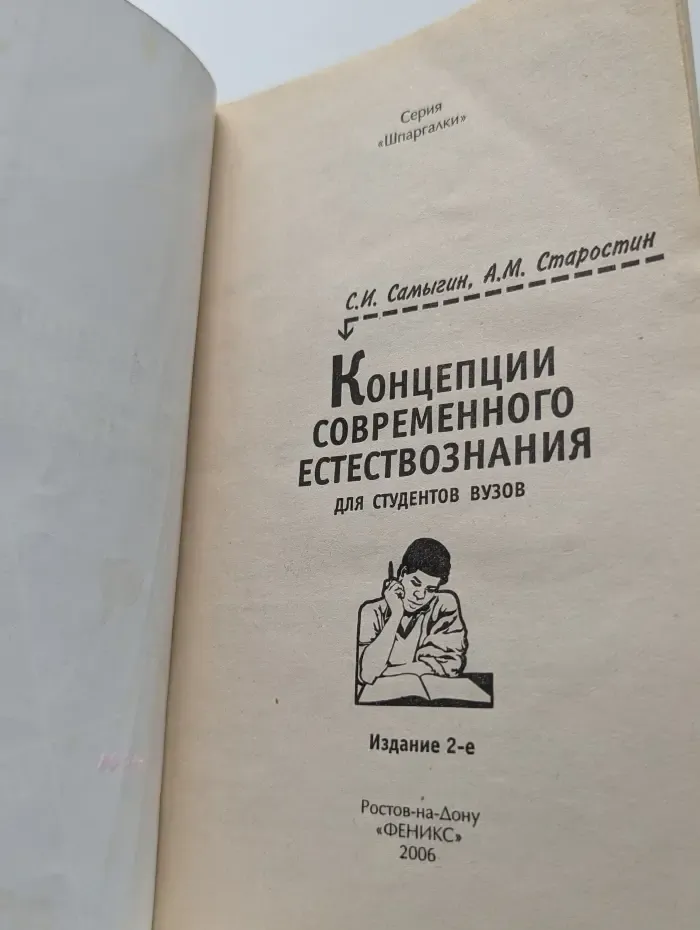 Серия
«Шпаргалки»
С.И. Самыгин, А.М. Старостин
Концепции
современного
естествознания
для студентов вузов
Издание 2-е
Ростов-на-Дону
«ФЕНИКС»
2006